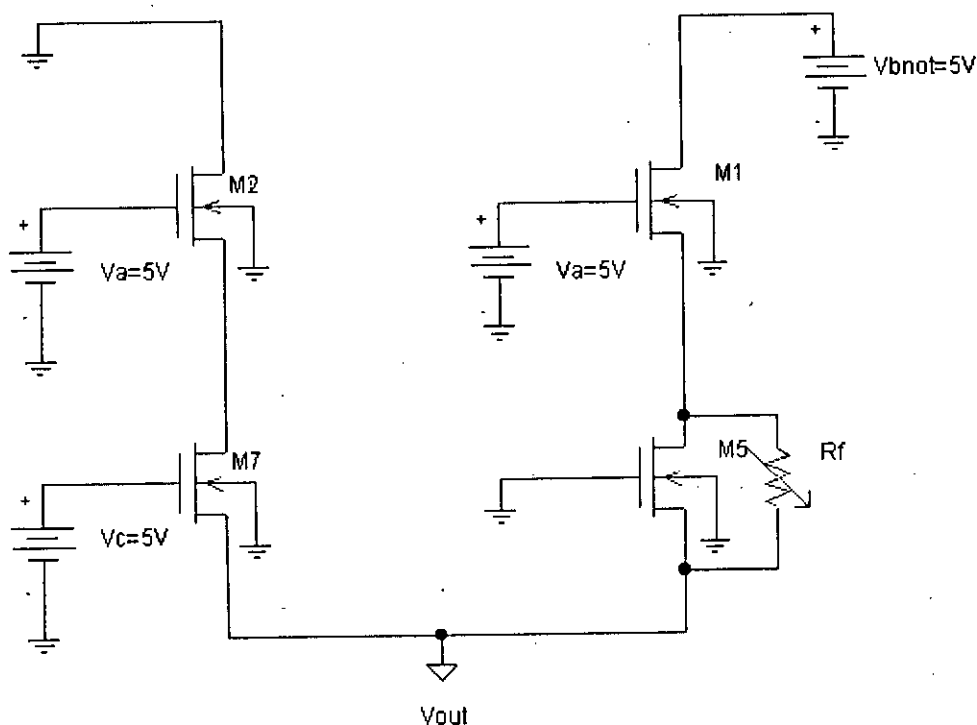 +
Vbnot=5V
M2
M1
+
+
Va=5V
Va=5V
M7
M5
Rf
+
Vc=5V
Vout